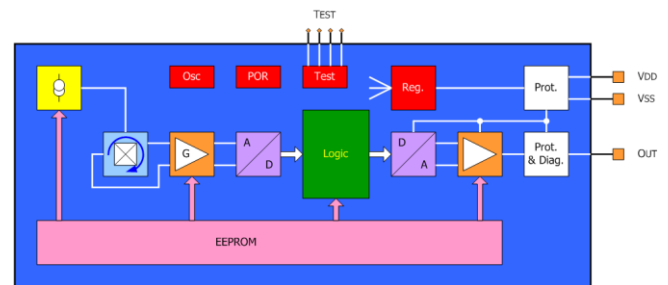 TEST
Osc
POR
Test
Reg.
Prot.
VDD
VSS
G
A
D
Logic
D
A
Prot.
& Diag.
OUT
EEPROM